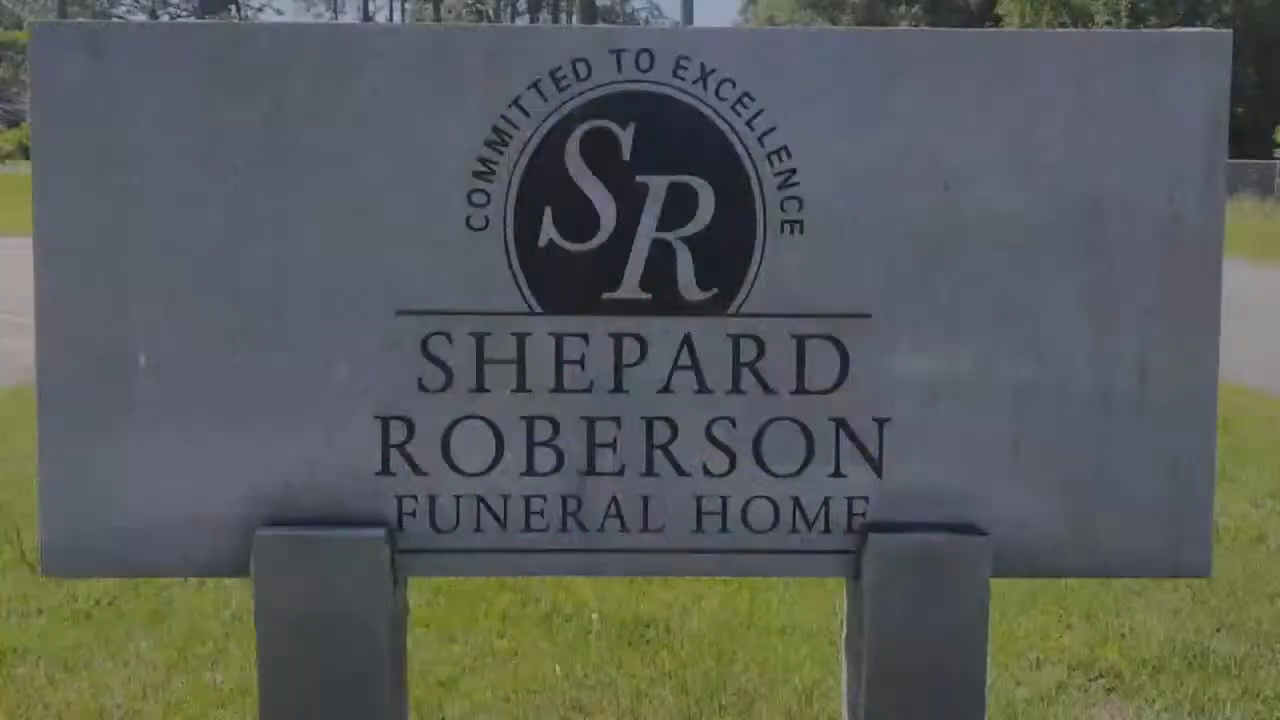 COMMITTED TO EXCELLENCE
SR
SHEPARD
ROBERSON
FUNERAL HOME